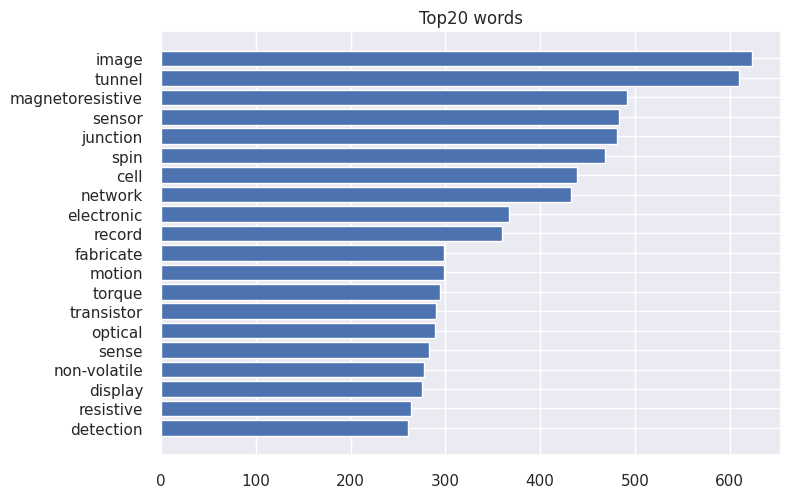 Top20 words
image
tunnel
magnetoresistive
sensor
junction
spin
cell
network
electronic
record
fabricate
motion
torque
transistor
optical
sense
non-volatile
display
resistive
detection
0 100 200 300 400 500 600